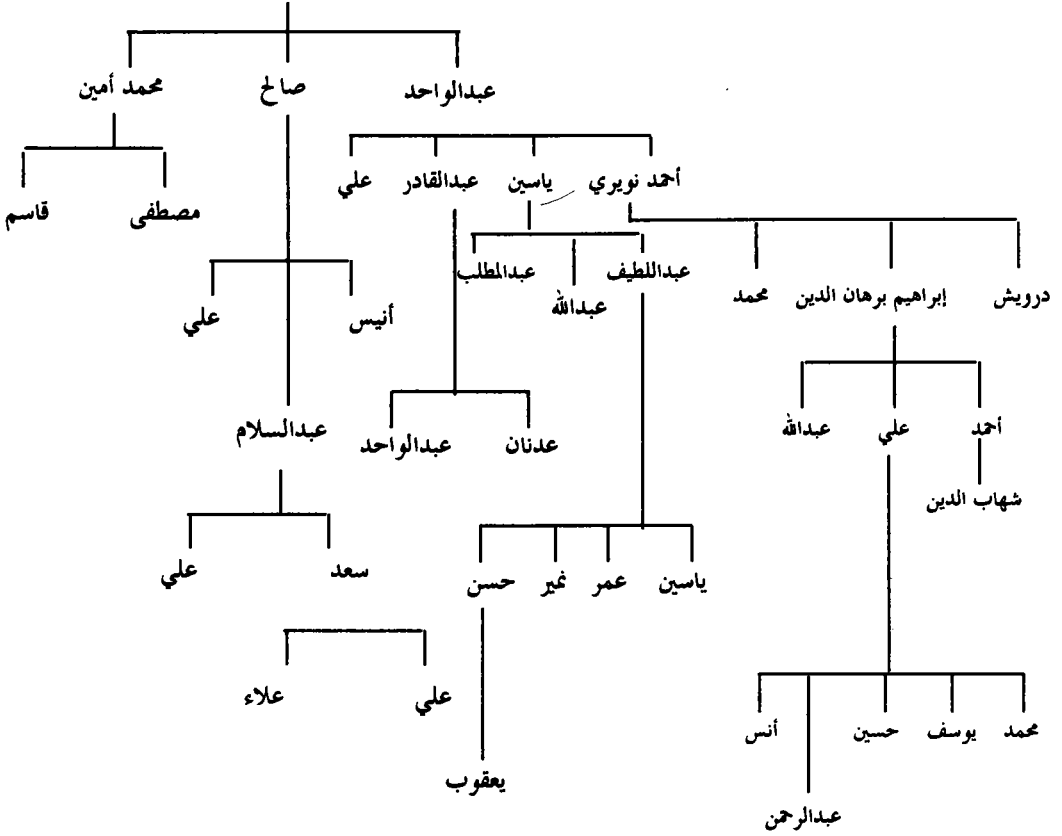 عبدالواحد صالح محمد أمين
أحمد نويري ياسين عبدالقادر علي
مصطفى قاسم
عبداللطيف عبدالله عبدالمطلب
درويش إبراهيم برهان الدين محمد
أنيس علي
أحمد علي عبدالله
عدنان عبدالواحد
عبدالسلام
شهاب الدين
ياسين عمر نمير حسن
سعد علي
علي علاء
محمد يوسف حسين أنس
يعقوب
عبدالرحمن